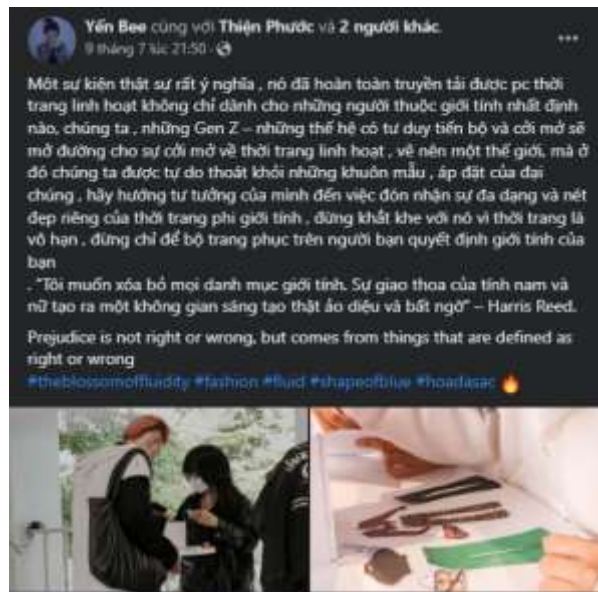 Yến Bee cùng với Thiện Phước và 2 người khác.
9 tháng 7 lúc 21:50 ·
Một sự kiện thật sự rất ý nghĩa , nó đã hoàn toàn truyền tải được pc thời
trang linh hoạt không chỉ dành cho những người thuộc giới tính nhất định
nào, chúng ta , những Gen Z – những thế hệ có tư duy tiến bộ và cởi mở sẽ
mở đường cho sự cởi mở về thời trang linh hoạt , vẽ nên một thế giới, mà ở
đó chúng ta được tự do thoát khỏi những khuôn mẫu , áp đặt của đại
chúng , hãy hướng tư tưởng của mình đến việc đón nhận sự đa dạng và nét
đẹp riêng của thời trang phi giới tính , đừng khắt khe với nó vì thời trang là
vô hạn , đừng chỉ để bộ trang phục trên người bạn quyết định giới tính của
bạn
. "Tôi muốn xóa bỏ mọi danh mục giới tính. Sự giao thoa của tính nam và
nữ tạo ra một không gian sáng tạo thật ảo diệu và bất ngờ" – Harris Reed.
Prejudice is not right or wrong, but comes from things that are defined as
right or wrong
#theblossomoffluidity #fashion #fluid #shapeofblue #hoadasac 🔥